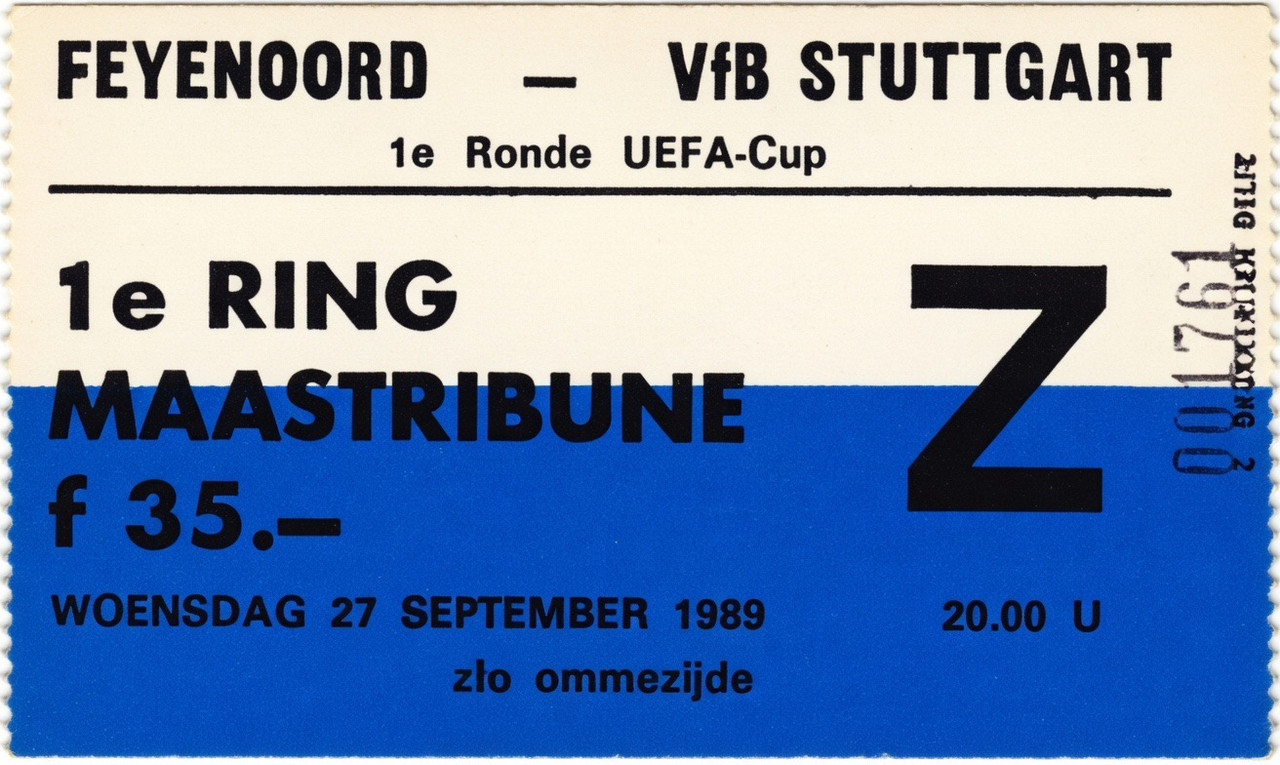 FEYENOORD – VfB STUTTGART
1e Ronde UEFA-Cup
1e RING
MAASTRIBUNE
f 35.–
Z
WOENSDAG 27 SEPTEMBER 1989 20.00 U
zło ommezijde
001761